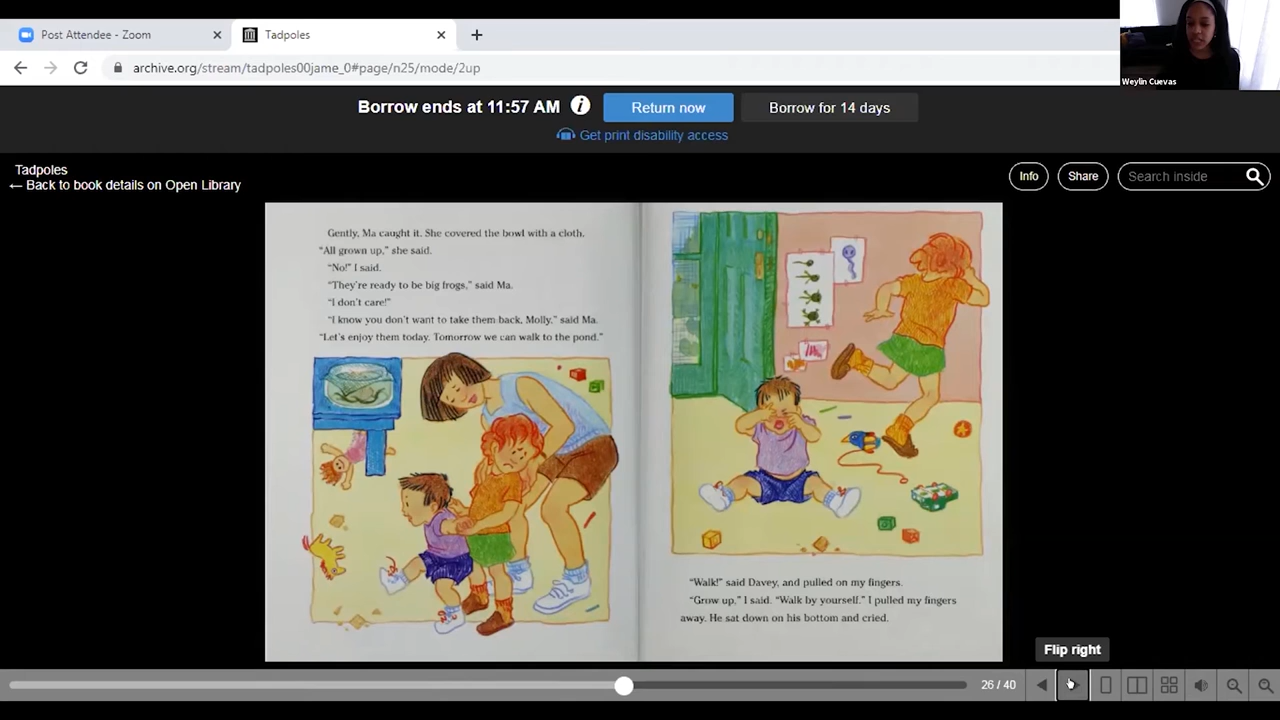 Post Attendee - Zoom
Tadpoles
archive.org/stream/tadpoles00jame_0#page/n25/mode/2up
Weylin Cuevas
Borrow ends at 11:57 AM
Return now
Borrow for 14 days
Get print disability access
Tadpoles
← Back to book details on Open Library
Info
Share
Search inside
Gently, Ma caught it. She covered the bowl with a cloth.
“All grown up,” she said.
“No!” I said.
“They’re ready to be big frogs,” said Ma.
“I don’t care!”
“I know you don’t want to take them back, Molly,” said Ma.
“Let’s enjoy them today. Tomorrow we can walk to the pond.”
“Walk!” said Davey, and pulled on my fingers.
“Grow up,” I said. “Walk by yourself.” I pulled my fingers
away. He sat down on his bottom and cried.
Flip right
26 / 40